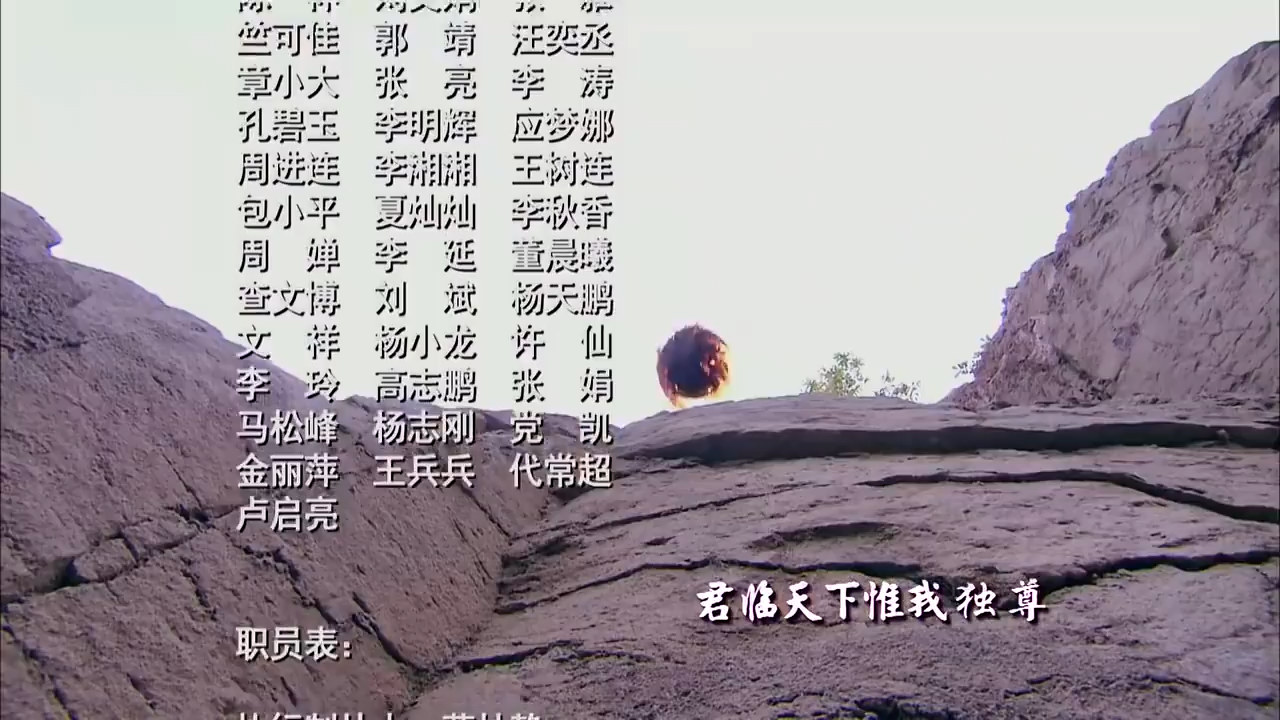 竺可佳 郭 靖 汪奕丞
章小大 张 亮 李 涛
孔碧玉 李明辉 应梦娜
周进连 李湘湘 王树连
包小平 夏灿灿 李秋香
周 婵 李 延 董晨曦
查文博 刘 斌 杨天鹏
文 祥 杨小龙 许 仙
李 玲 高志鹏 张 娟
马松峰 杨志刚 党 凯
金丽萍 王兵兵 代常超
卢启亮
君临天下惟我独尊
职员表：